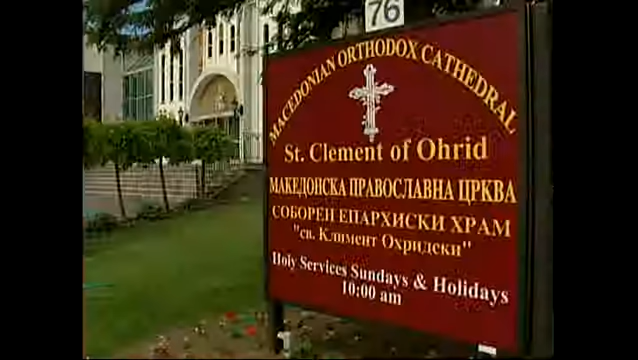 76
MACEDONIAN ORTHODOX CATHEDRAL
St. Clement of Ohrid
МАКЕДОНСКА ПРАВОСЛАВНА ЦРКВА
СОБОРЕН ЕПАРХИСКИ ХРАМ
"св. Климент Охридски"
Holy Services Sundays & Holidays
10:00 am